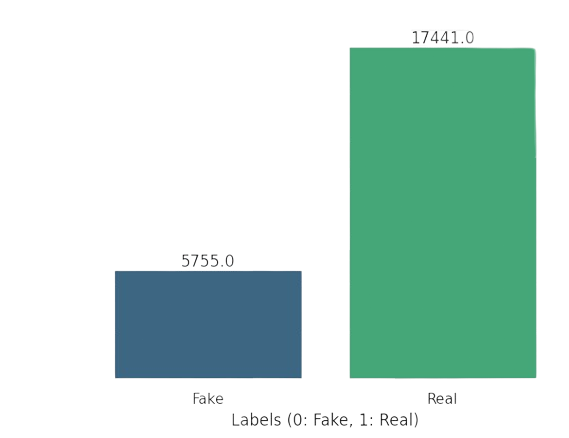 17441.0
5755.0
Fake Real
Labels (0: Fake, 1: Real)